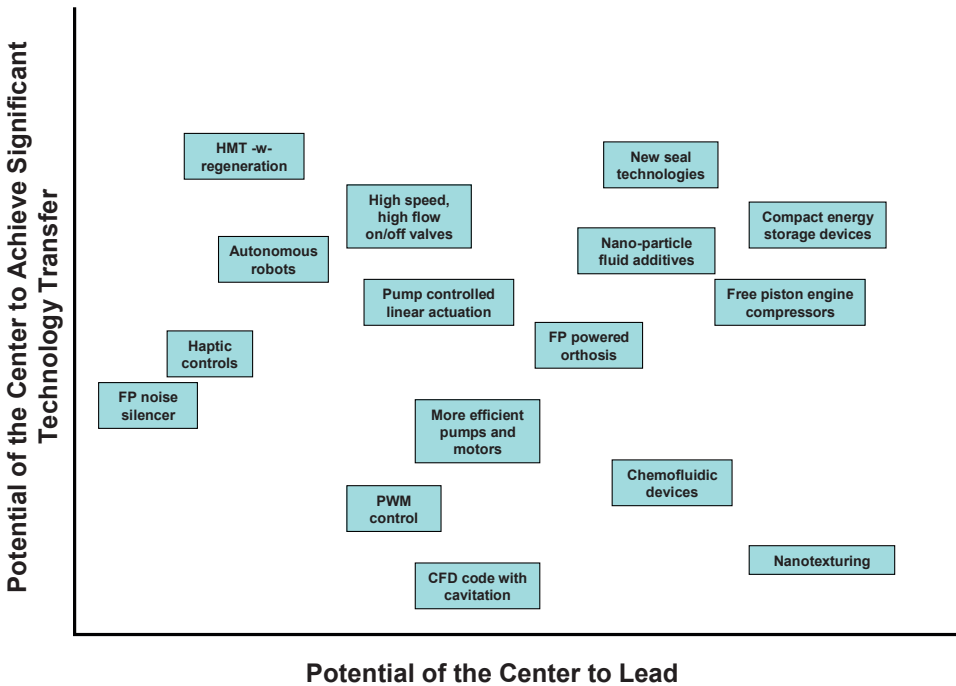 Potential of the Center to Achieve Significant
Technology Transfer
HMT -w-
regeneration
New seal
technologies
High speed,
high flow
on/off valves
Compact energy
storage devices
Autonomous
robots
Nano-particle
fluid additives
Pump controlled
linear actuation
Free piston engine
compressors
Haptic
controls
FP powered
orthosis
FP noise
silencer
More efficient
pumps and
motors
Chemofluidic
devices
PWM
control
Nanotexturing
CFD code with
cavitation
Potential of the Center to Lead